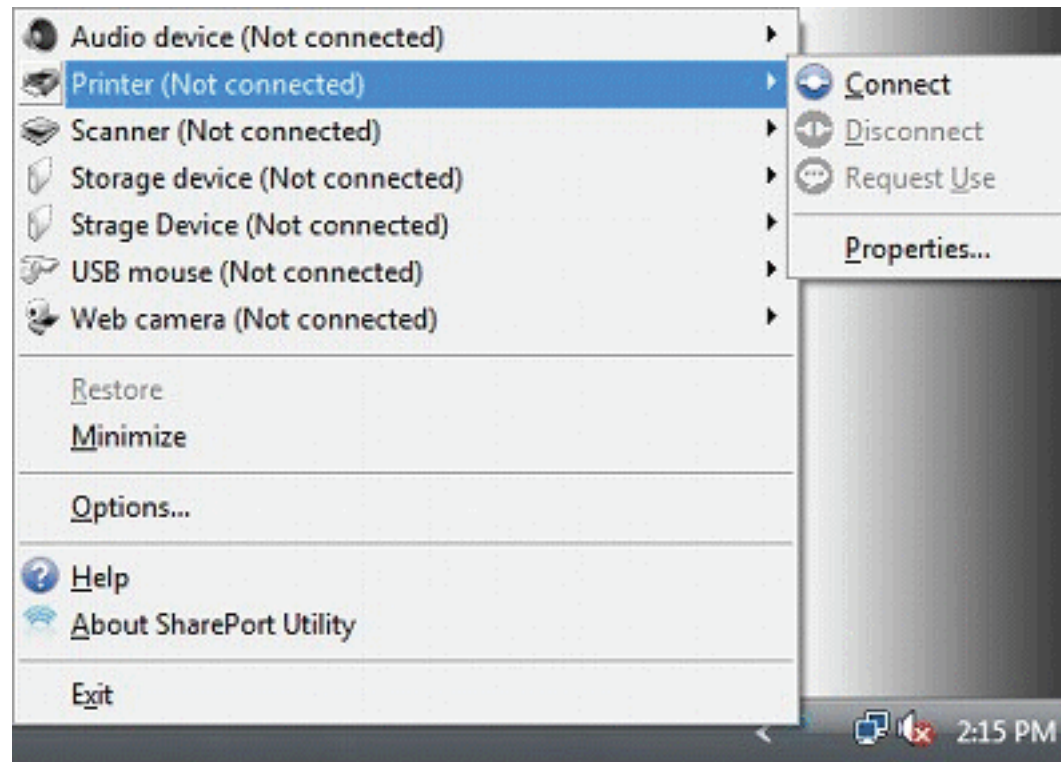 Audio device (Not connected)
Printer (Not connected)
Scanner (Not connected)
Storage device (Not connected)
Strage Device (Not connected)
USB mouse (Not connected)
Web camera (Not connected)
Restore
Minimize
Options...
Help
About SharePort Utility
Exit
Connect
Disconnect
Request Use
Properties...
2:15 PM